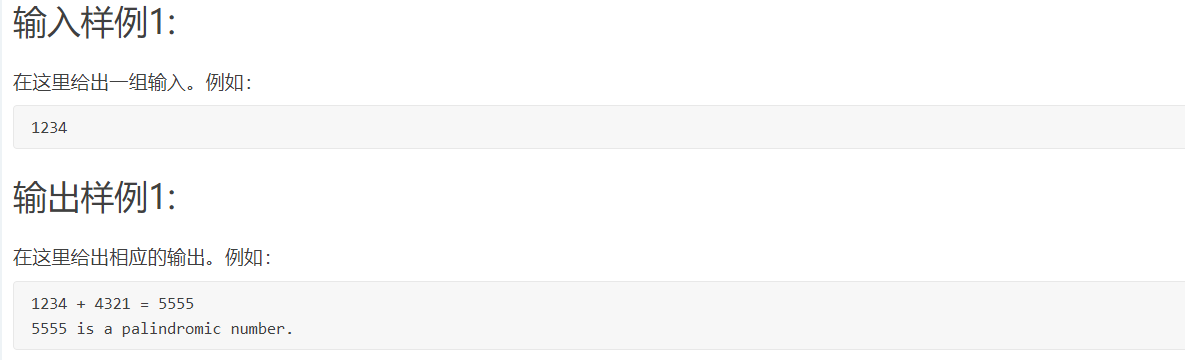 输入样例1:
在这里给出一组输入。例如：
1234
输出样例1:
在这里给出相应的输出。例如：
1234 + 4321 = 5555
5555 is a palindromic number.